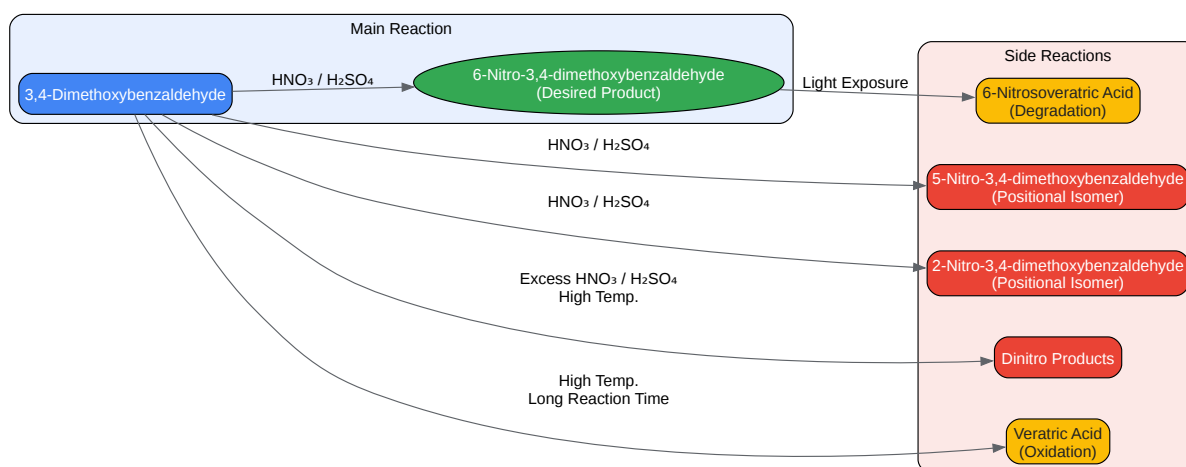 Main Reaction
3,4-Dimethoxybenzaldehyde
HNO₃ / H₂SO₄
6-Nitro-3,4-dimethoxybenzaldehyde
(Desired Product)
Light Exposure
Side Reactions
6-Nitrosoveratric Acid
(Degradation)
HNO₃ / H₂SO₄
5-Nitro-3,4-dimethoxybenzaldehyde
(Positional Isomer)
HNO₃ / H₂SO₄
2-Nitro-3,4-dimethoxybenzaldehyde
(Positional Isomer)
Excess HNO₃ / H₂SO₄
High Temp.
Dinitro Products
High Temp.
Long Reaction Time
Veratric Acid
(Oxidation)